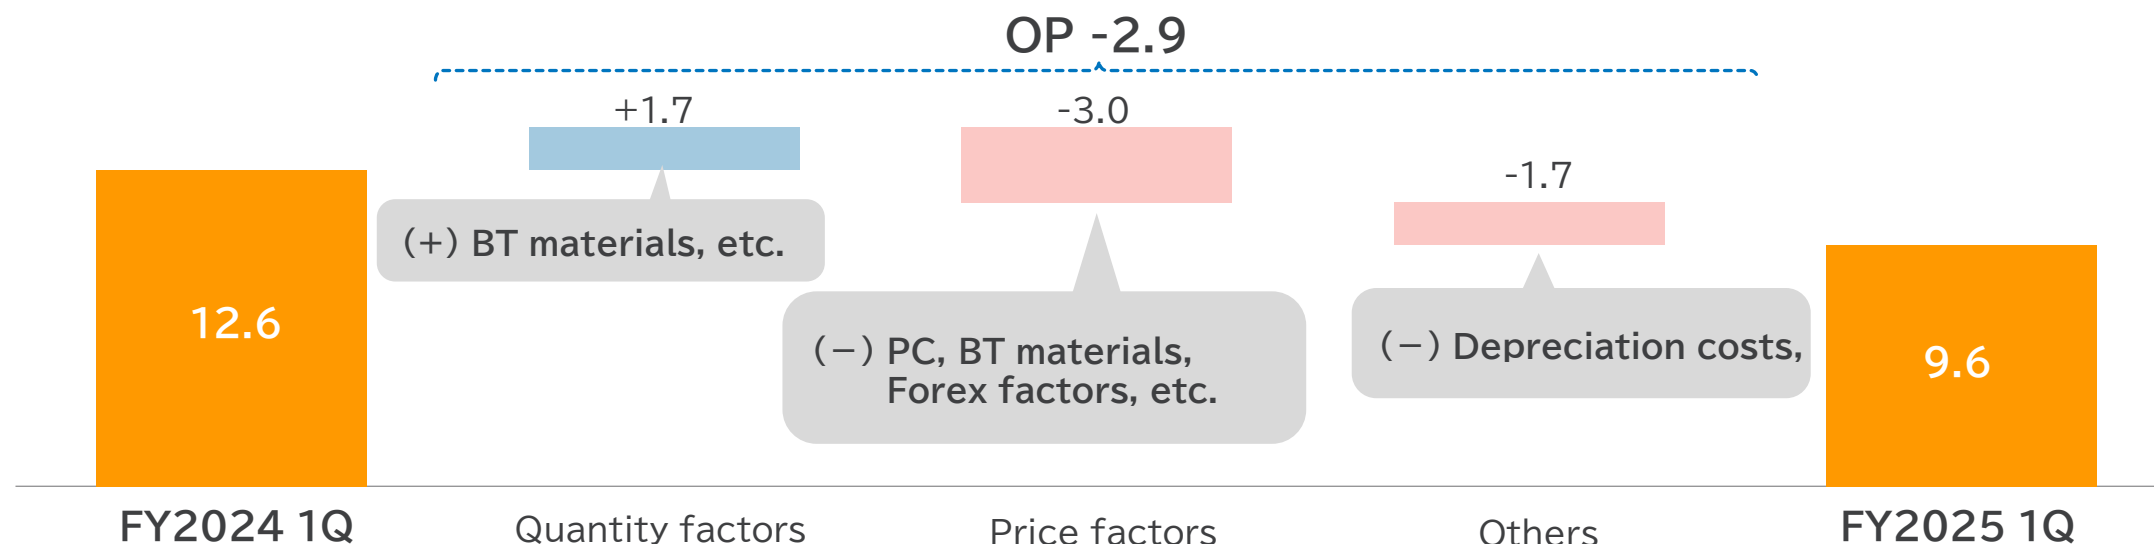 OP -2.9
+1.7
-3.0
-1.7
(+) BT materials, etc.
(−) PC, BT materials,
Forex factors, etc.
(−) Depreciation costs,
12.6
9.6
FY2024 1Q
Quantity factors
Price factors
Others
FY2025 1Q